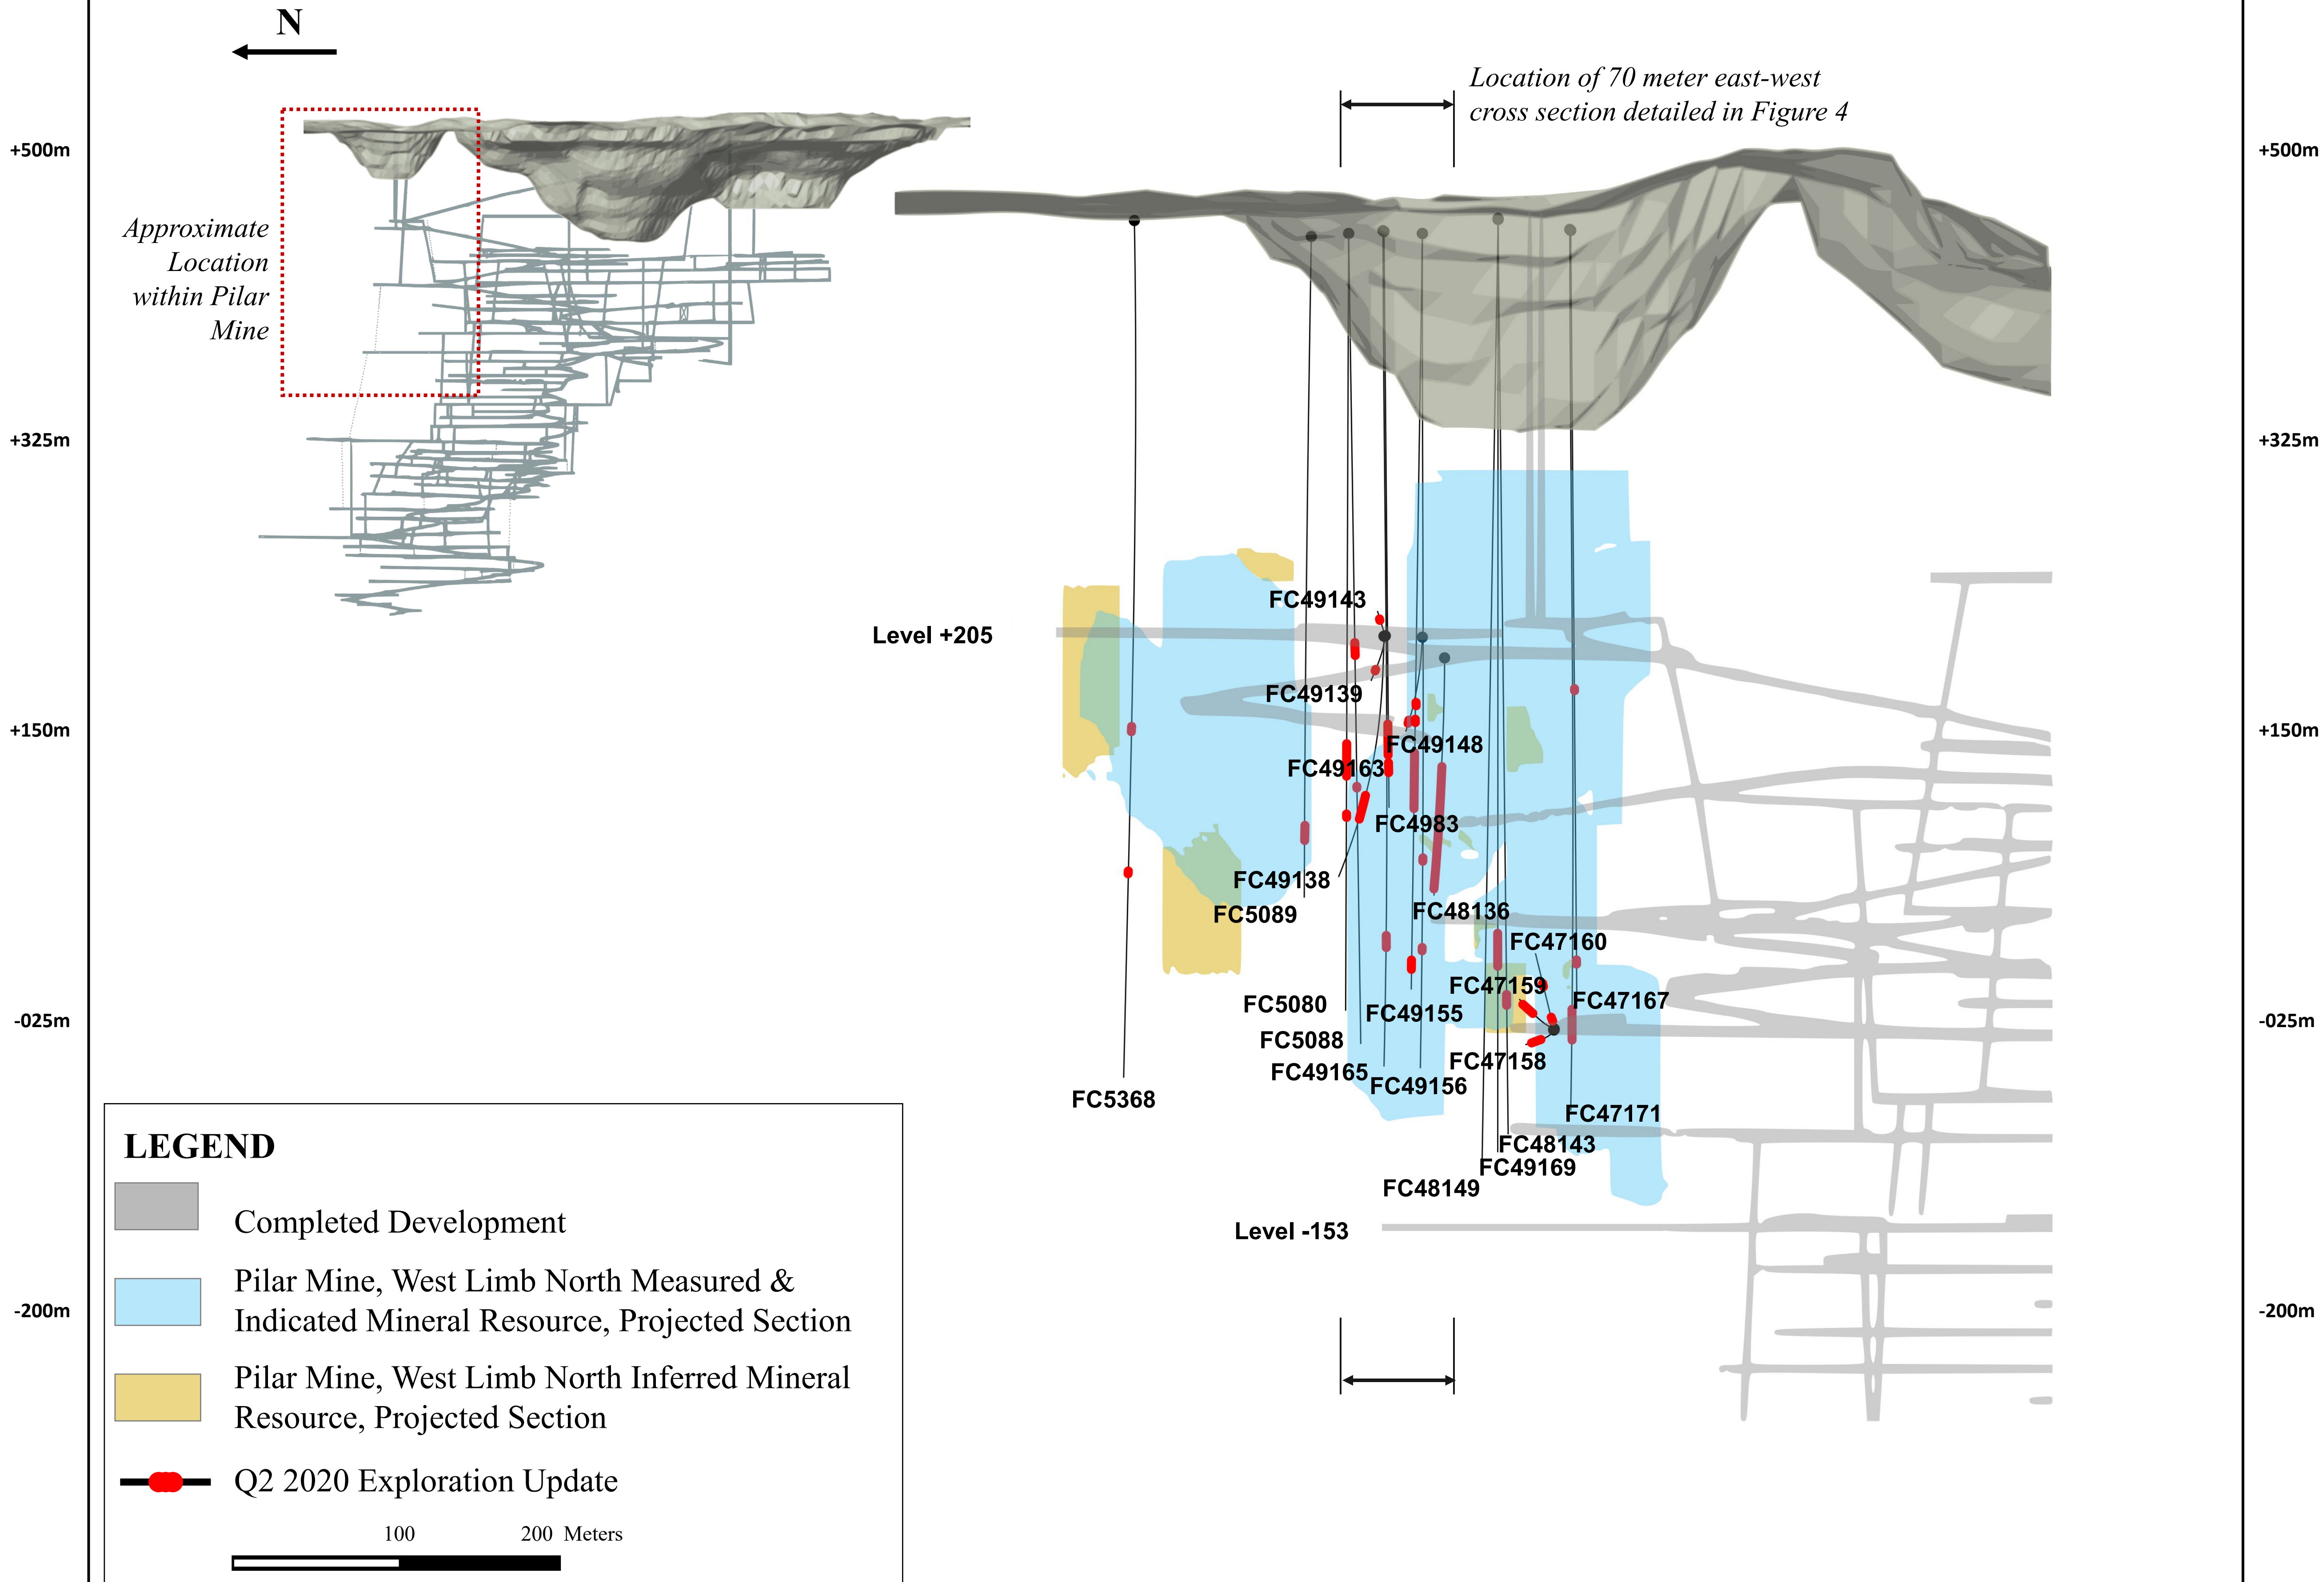 N
Location of 70 meter east-west
cross section detailed in Figure 4
+500m
+500m
Approximate
Location
within Pilar
Mine
+325m
+325m
FC49143
Level +205
FC49139
+150m
+150m
FC49148
FC49163
FC4983
FC49138
FC5089
FC48136
FC47160
FC47159
FC47167
FC5080
FC49155
-025m
-025m
FC5088
FC47158
FC49165
FC49156
FC5368
FC47171
FC48143
FC49169
FC48149
Level -153
-200m
-200m
LEGEND
Completed Development
Pilar Mine, West Limb North Measured &
Indicated Mineral Resource, Projected Section
Pilar Mine, West Limb North Inferred Mineral
Resource, Projected Section
Q2 2020 Exploration Update
100 200 Meters